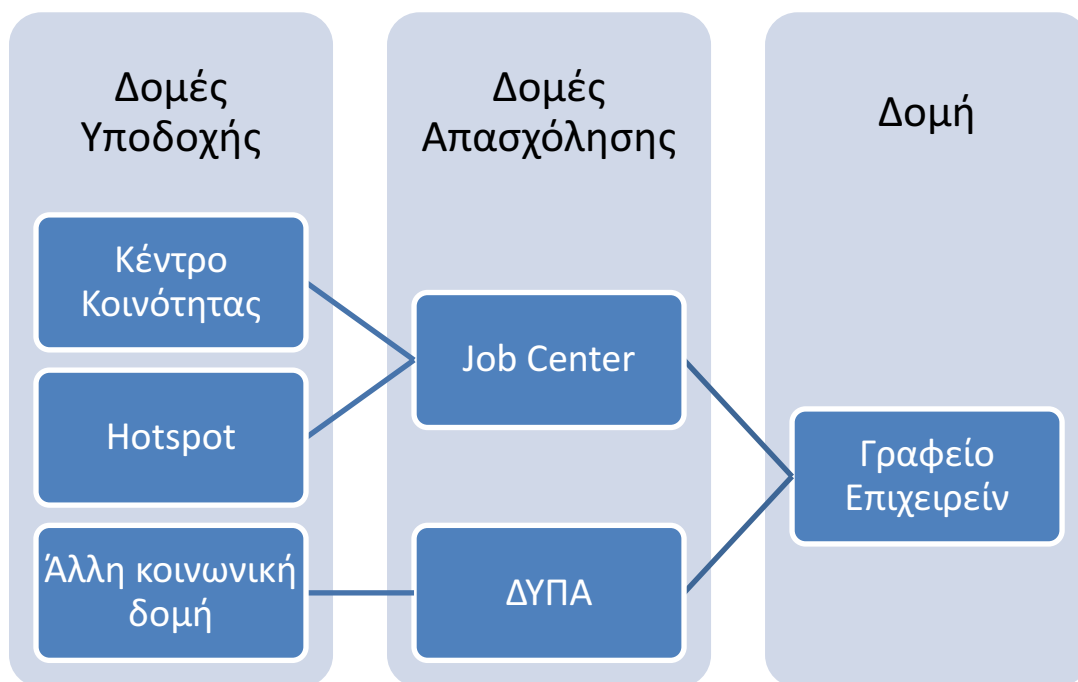 Δομές
Υποδοχής
Κέντρο
Κοινότητας
Hotspot
Άλλη κοινωνική
δομή
Δομές
Απασχόλησης
Job Center
ΔΥΠΑ
Δομή
Γραφείο
Επιχειρείν